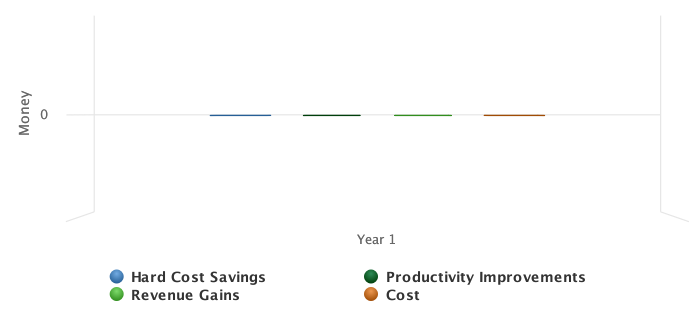 Money
0
Year 1
Hard Cost Savings
Productivity Improvements
Revenue Gains
Cost